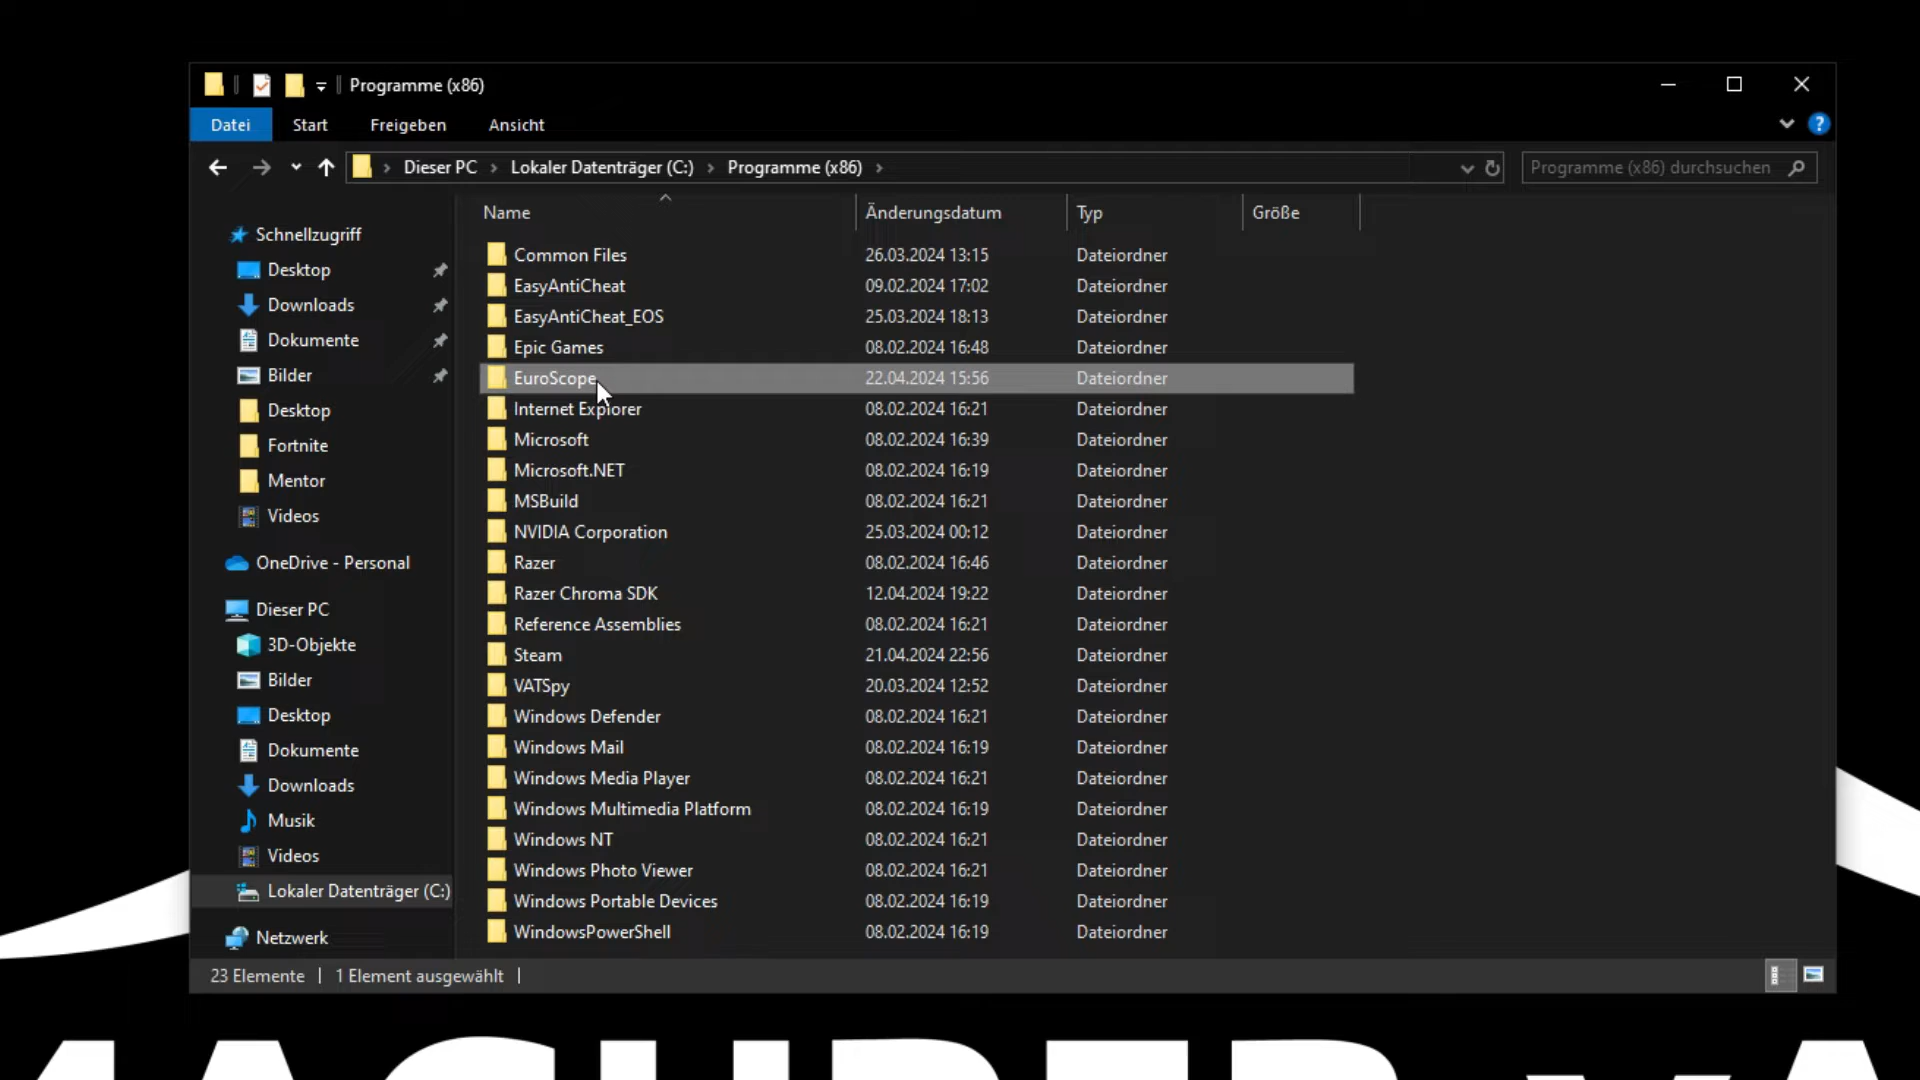 Programme (x86)
Datei Start Freigeben Ansicht
Dieser PC Lokaler Datenträger (C:) Programme (x86) Programme (x86) durchsuchen
Name Änderungsdatum Typ Größe
Schnellzugriff
Desktop
Downloads
Dokumente
Bilder
Desktop
Fortnite
Mentor
Videos
OneDrive - Personal
Dieser PC
3D-Objekte
Bilder
Desktop
Dokumente
Downloads
Musik
Videos
Lokaler Datenträger (C:)
Netzwerk
Common Files 26.03.2024 13:15 Dateiordner
EasyAntiCheat 09.02.2024 17:02 Dateiordner
EasyAntiCheat_EOS 25.03.2024 18:13 Dateiordner
Epic Games 08.02.2024 16:48 Dateiordner
EuroScope 22.04.2024 15:56 Dateiordner
Internet Explorer 08.02.2024 16:21 Dateiordner
Microsoft 08.02.2024 16:39 Dateiordner
Microsoft.NET 08.02.2024 16:19 Dateiordner
MSBuild 08.02.2024 16:21 Dateiordner
NVIDIA Corporation 25.03.2024 00:12 Dateiordner
Razer 08.02.2024 16:46 Dateiordner
Razer Chroma SDK 12.04.2024 19:22 Dateiordner
Reference Assemblies 08.02.2024 16:21 Dateiordner
Steam 21.04.2024 22:56 Dateiordner
VATSpy 20.03.2024 12:52 Dateiordner
Windows Defender 08.02.2024 16:21 Dateiordner
Windows Mail 08.02.2024 16:19 Dateiordner
Windows Media Player 08.02.2024 16:21 Dateiordner
Windows Multimedia Platform 08.02.2024 16:19 Dateiordner
Windows NT 08.02.2024 16:21 Dateiordner
Windows Photo Viewer 08.02.2024 16:21 Dateiordner
Windows Portable Devices 08.02.2024 16:19 Dateiordner
WindowsPowerShell 08.02.2024 16:19 Dateiordner
23 Elemente 1 Element ausgewählt